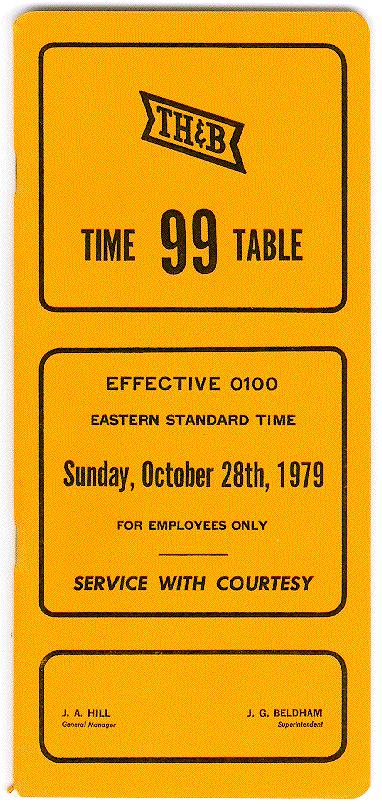 TH&B
TIME 99 TABLE
EFFECTIVE 0100
EASTERN STANDARD TIME
Sunday, October 28th, 1979
FOR EMPLOYEES ONLY
SERVICE WITH COURTESY
J. A. HILL J. G. BELDHAM
General Manager Superintendent